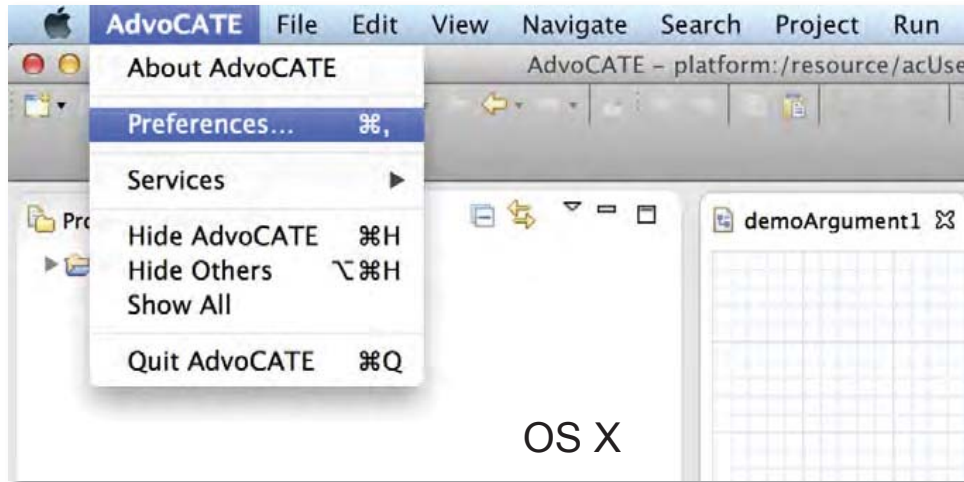 AdvoCATE File Edit View Navigate Search Project Run
AdvoCATE – platform:/resource/acUse
About AdvoCATE
Preferences... ⌘,
Services ▶
Hide AdvoCATE ⌘H
Hide Others ⌥⌘H
Show All
Quit AdvoCATE ⌘Q
demoArgument1
OS X